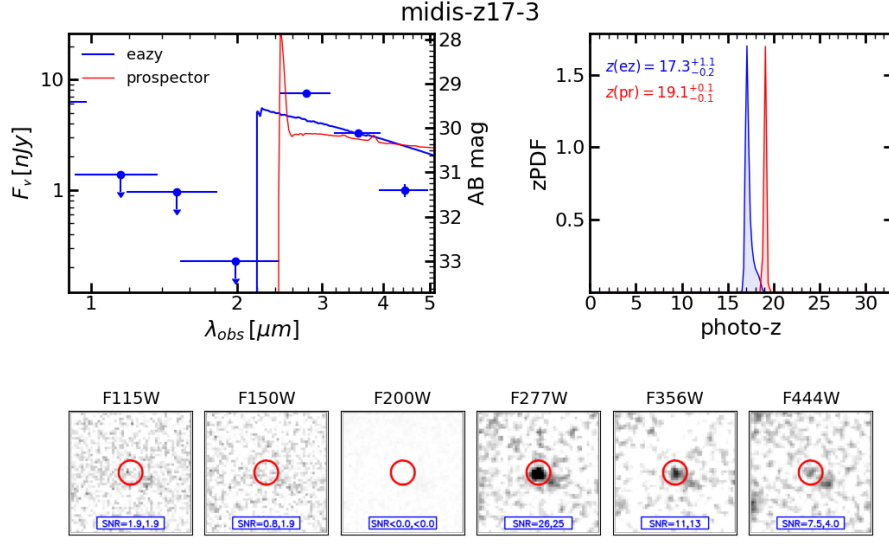 midis-z17-3
eazy
prospector
10
1
F_ν [nJy]
28
29
30
31
32
33
AB mag
1
2
3
4
5
λ_obs [μm]
z(ez) = 17.3^{+1.1}_{-0.2}
z(pr) = 19.1^{+0.1}_{-0.1}
1.5
1.0
0.5
zPDF
0 5 10 15 20 25 30
photo-z
F115W F150W F200W F277W F356W F444W
SNR=1.9,1.9 SNR=0.8,1.9 SNR<0.0,<0.0 SNR=26,25 SNR=11,13 SNR=7.5,4.0